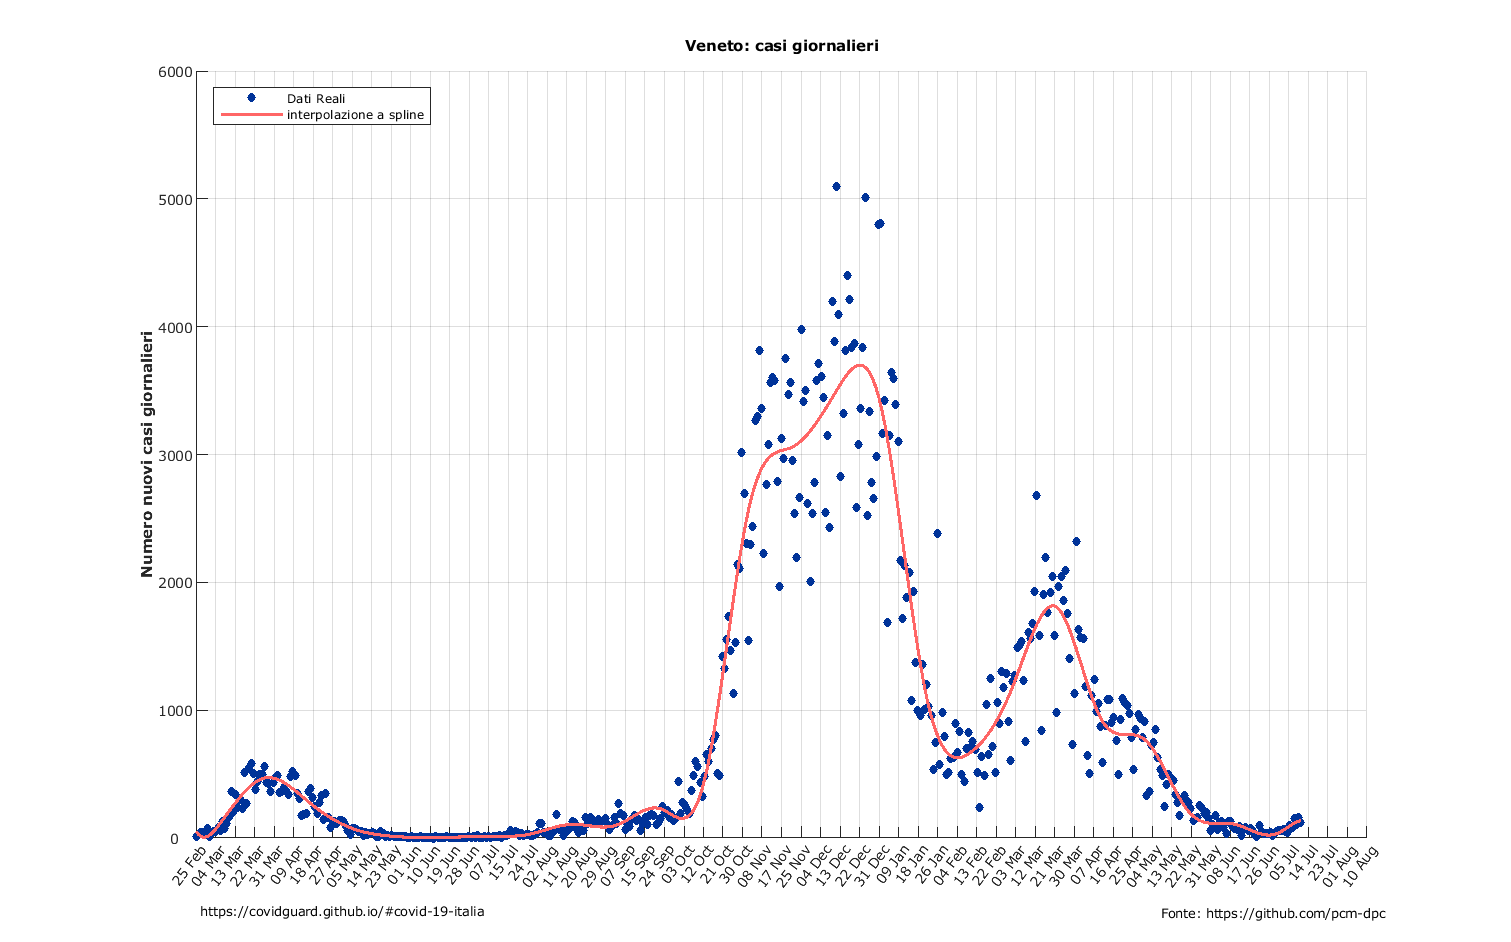 Veneto: casi giornalieri
Dati Reali
interpolazione a spline
Numero nuovi casi giornalieri
6000
5000
4000
3000
2000
1000
0
25 Feb
04 Mar
13 Mar
22 Mar
31 Mar
09 Apr
18 Apr
27 Apr
05 May
14 May
23 May
01 Jun
10 Jun
19 Jun
28 Jun
07 Jul
15 Jul
24 Jul
02 Aug
11 Aug
20 Aug
29 Aug
07 Sep
15 Sep
24 Sep
03 Oct
12 Oct
21 Oct
30 Oct
08 Nov
17 Nov
25 Nov
04 Dec
13 Dec
22 Dec
31 Dec
09 Jan
18 Jan
26 Jan
04 Feb
13 Feb
22 Feb
03 Mar
12 Mar
21 Mar
30 Mar
07 Apr
16 Apr
25 Apr
04 May
13 May
22 May
31 May
08 Jun
17 Jun
26 Jun
05 Jul
14 Jul
23 Jul
01 Aug
10 Aug
https://covidguard.github.io/#covid-19-italia
Fonte: https://github.com/pcm-dpc